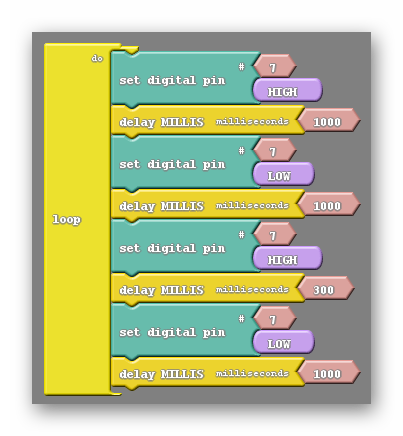 do
set digital pin # 7
HIGH
delay MILLIS milliseconds 1000
set digital pin # 7
LOW
delay MILLIS milliseconds 1000
loop
set digital pin # 7
HIGH
delay MILLIS milliseconds 300
set digital pin # 7
LOW
delay MILLIS milliseconds 1000